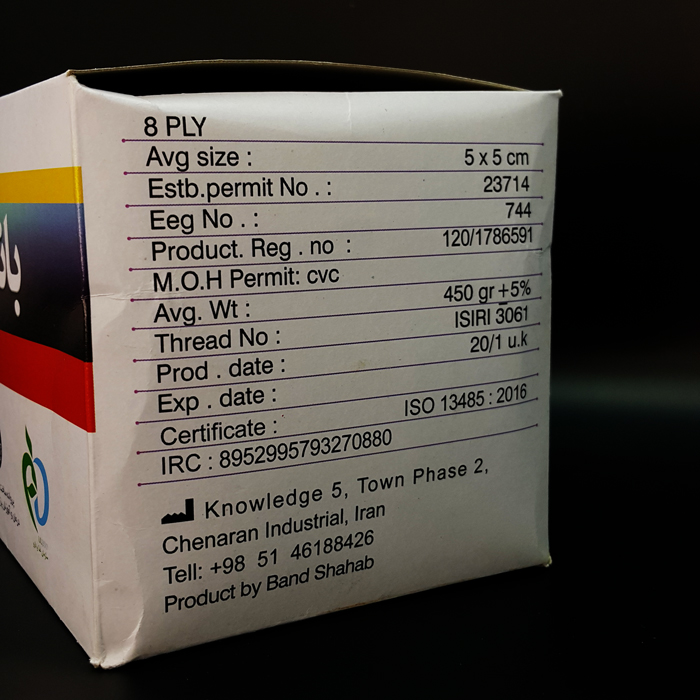 8 PLY
Avg size : 5 x 5 cm
Estb.permit No . : 23714
Eeg No . : 744
Product. Reg . no : 120/1786591
M.O.H Permit: cvc
Avg. Wt : 450 gr ±5%
Thread No : ISIRI 3061
Prod . date : 20/1 u.k
Exp . date :
Certificate : ISO 13485 : 2016
IRC : 8952995793270880
Knowledge 5, Town Phase 2,
Chenaran Industrial, Iran
Tell: +98 51 46188426
Product by Band Shahab